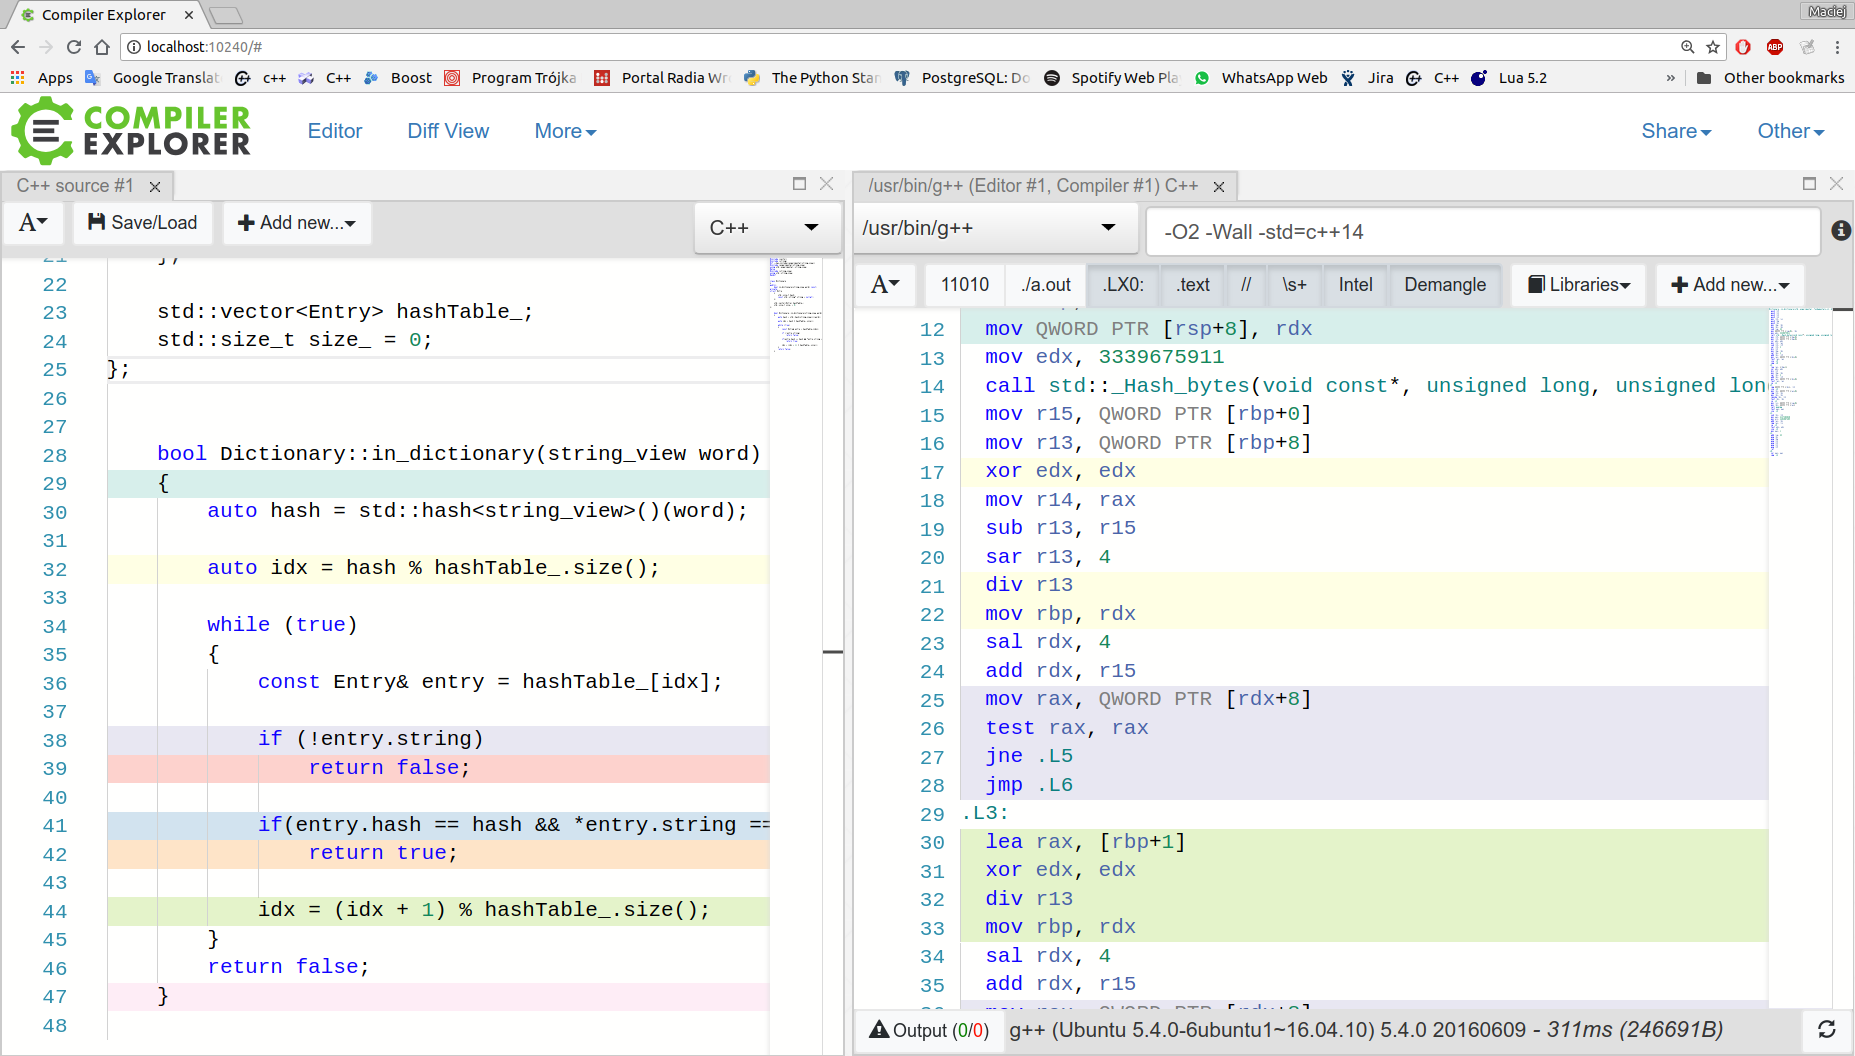 Compiler Explorer
Maciej
localhost:10240/#
Apps Google Translat c++ C++ Boost Program Trójka Portal Radia Wr The Python Stan PostgreSQL: Do Spotify Web Pla WhatsApp Web Jira C++ Lua 5.2 » Other bookmarks
COMPILER
EXPLORER
Editor Diff View More Share Other
C++ source #1
A Save/Load Add new... C++
21 };
22
23 std::vector<Entry> hashTable_;
24 std::size_t size_ = 0;
25 };
26
27
28 bool Dictionary::in_dictionary(string_view word)
29 {
30 auto hash = std::hash<string_view>()(word);
31
32 auto idx = hash % hashTable_.size();
33
34 while (true)
35 {
36 const Entry& entry = hashTable_[idx];
37
38 if (!entry.string)
39 return false;
40
41 if(entry.hash == hash && *entry.string ==
42 return true;
43
44 idx = (idx + 1) % hashTable_.size();
45 }
46 return false;
47 }
48
/usr/bin/g++ (Editor #1, Compiler #1) C++
/usr/bin/g++ -O2 -Wall -std=c++14
A 11010 ./a.out .LX0: .text // \s+ Intel Demangle Libraries Add new...
12 mov QWORD PTR [rsp+8], rdx
13 mov edx, 3339675911
14 call std::_Hash_bytes(void const*, unsigned long, unsigned lon
15 mov r15, QWORD PTR [rbp+0]
16 mov r13, QWORD PTR [rbp+8]
17 xor edx, edx
18 mov r14, rax
19 sub r13, r15
20 sar r13, 4
21 div r13
22 mov rbp, rdx
23 sal rdx, 4
24 add rdx, r15
25 mov rax, QWORD PTR [rdx+8]
26 test rax, rax
27 jne .L5
28 jmp .L6
29 .L3:
30 lea rax, [rbp+1]
31 xor edx, edx
32 div r13
33 mov rbp, rdx
34 sal rdx, 4
35 add rdx, r15
36 mov rax, QWORD PTR [rdx+8]
Output (0/0) g++ (Ubuntu 5.4.0-6ubuntu1~16.04.10) 5.4.0 20160609 - 311ms (246691B)